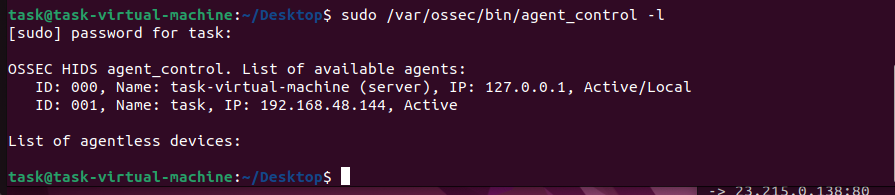 task@task-virtual-machine:~/Desktop$ sudo /var/ossec/bin/agent_control -l
[sudo] password for task:

OSSEC HIDS agent_control. List of available agents:
   ID: 000, Name: task-virtual-machine (server), IP: 127.0.0.1, Active/Local
   ID: 001, Name: task, IP: 192.168.48.144, Active

List of agentless devices:

task@task-virtual-machine:~/Desktop$
-> 23.215.0.138:80